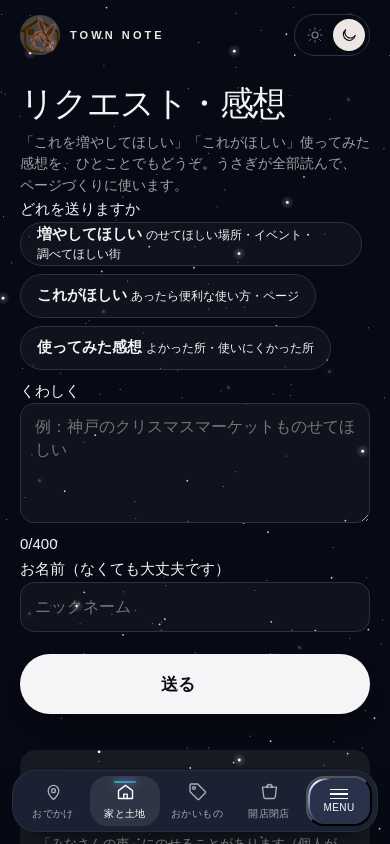 TOWN NOTE
リクエスト・感想
「これを増やしてほしい」「これがほしい」使ってみた
感想を、ひとことでもどうぞ。うさぎが全部読んで、
ページづくりに使います。
どれを送りますか
増やしてほしい のせてほしい場所・イベント・
調べてほしい街
これがほしい あったら便利な使い方・ページ
使ってみた感想 よかった所・使いにくかった所
くわしく
例：神戸のクリスマスマーケットものせてほ
しい
0/400
お名前（なくても大丈夫です）
ニックネーム
送る
おでかけ
家と土地
おかいもの
開店閉店
MENU